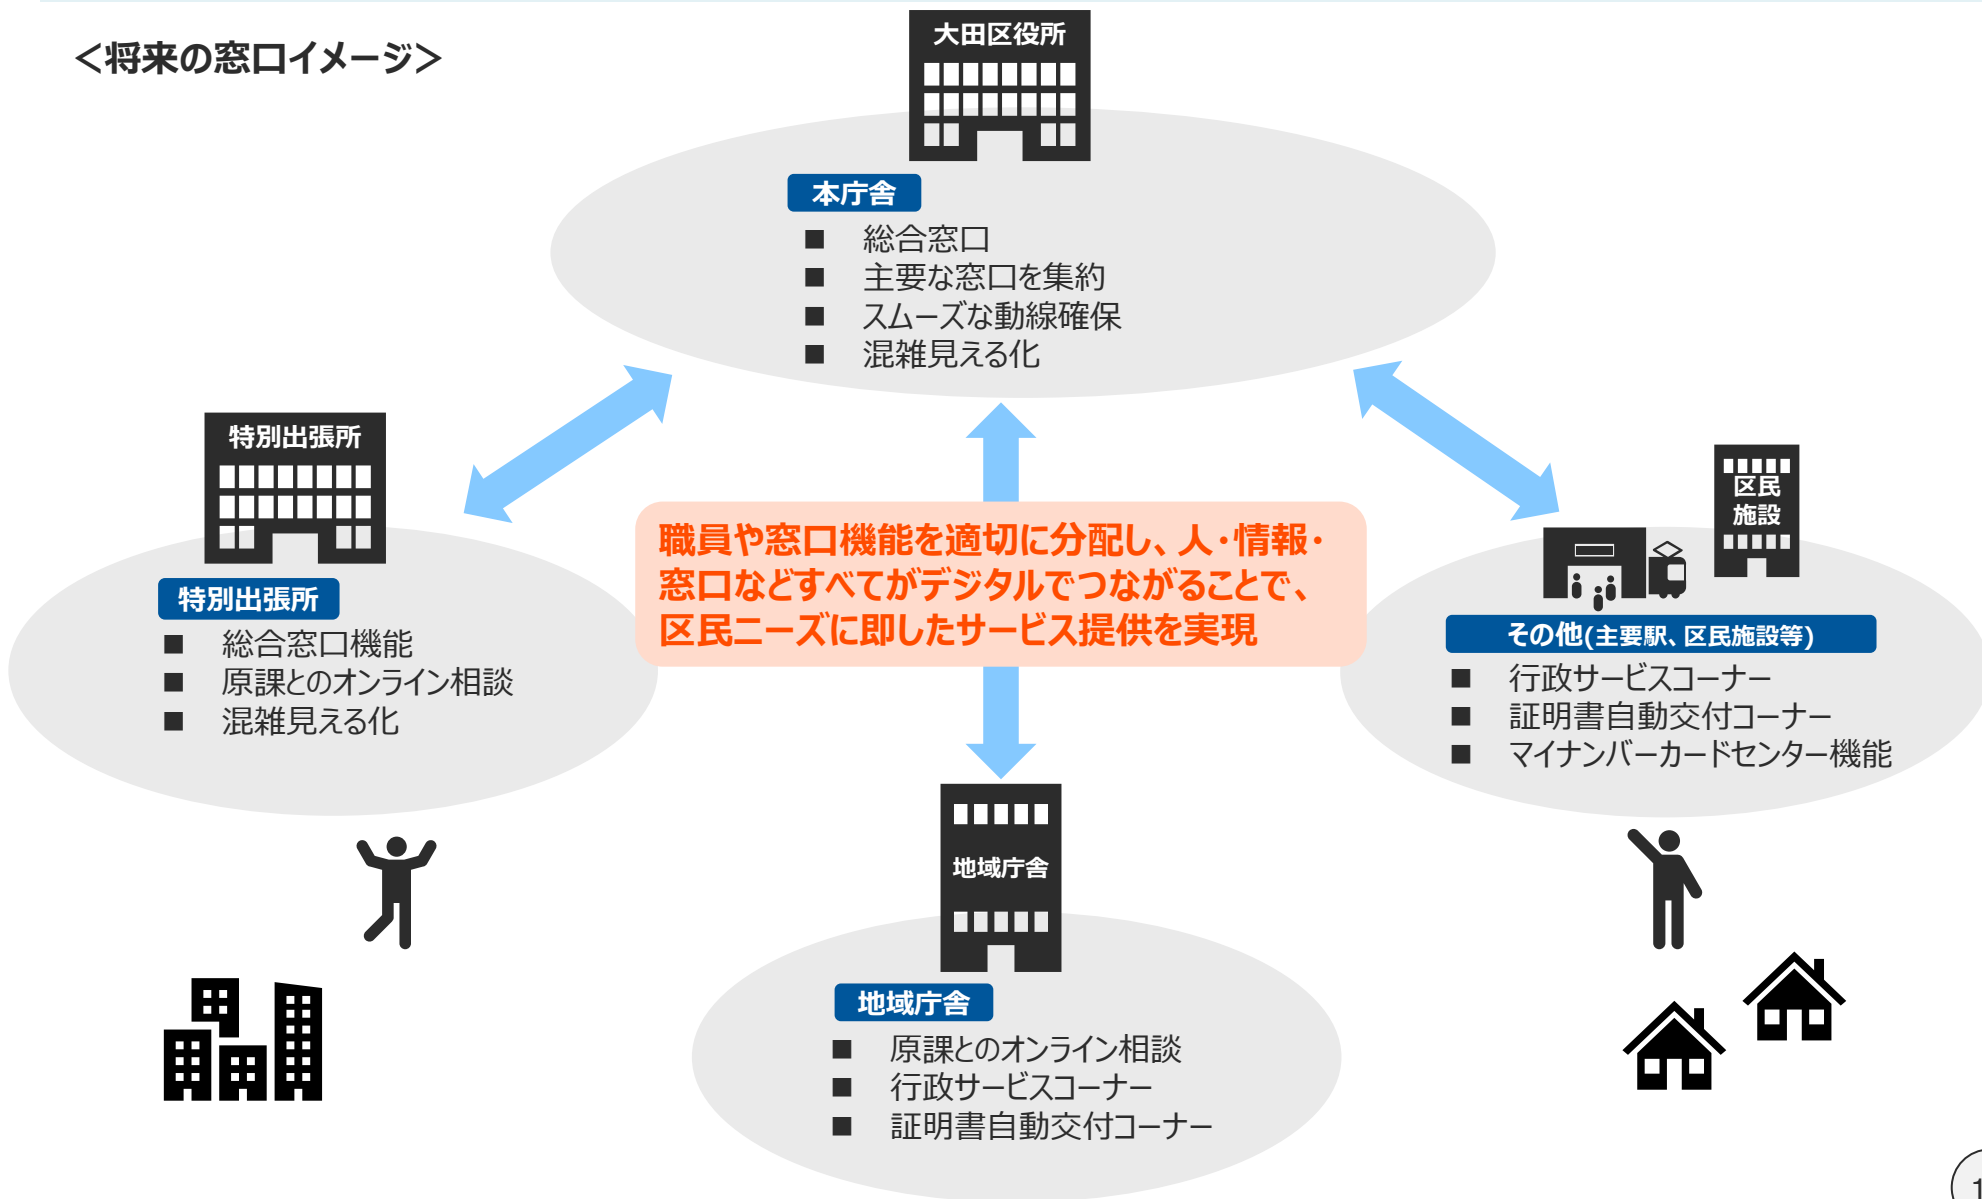 ＜将来の窓口イメージ＞
大田区役所
本庁舎
■ 総合窓口
■ 主要な窓口を集約
■ スムーズな動線確保
■ 混雑見える化
特別出張所
特別出張所
■ 総合窓口機能
■ 原課とのオンライン相談
■ 混雑見える化
職員や窓口機能を適切に分配し、人・情報・
窓口などすべてがデジタルでつながることで、
区民ニーズに即したサービス提供を実現
区民
施設
その他(主要駅、区民施設等)
■ 行政サービスコーナー
■ 証明書自動交付コーナー
■ マイナンバーカードセンター機能
地域庁舎
地域庁舎
■ 原課とのオンライン相談
■ 行政サービスコーナー
■ 証明書自動交付コーナー